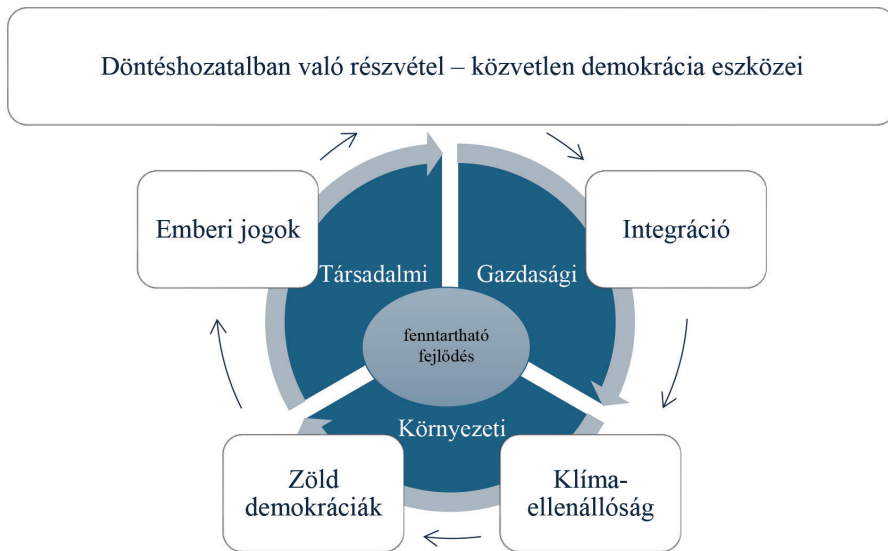 Döntéshozatalban való részvétel – közvetlen demokrácia eszközei
Emberi jogok
Integráció
Társadalmi
Gazdasági
fenntartható
fejlődés
Környezeti
Zöld
demokráciák
Klíma-
ellenállóság